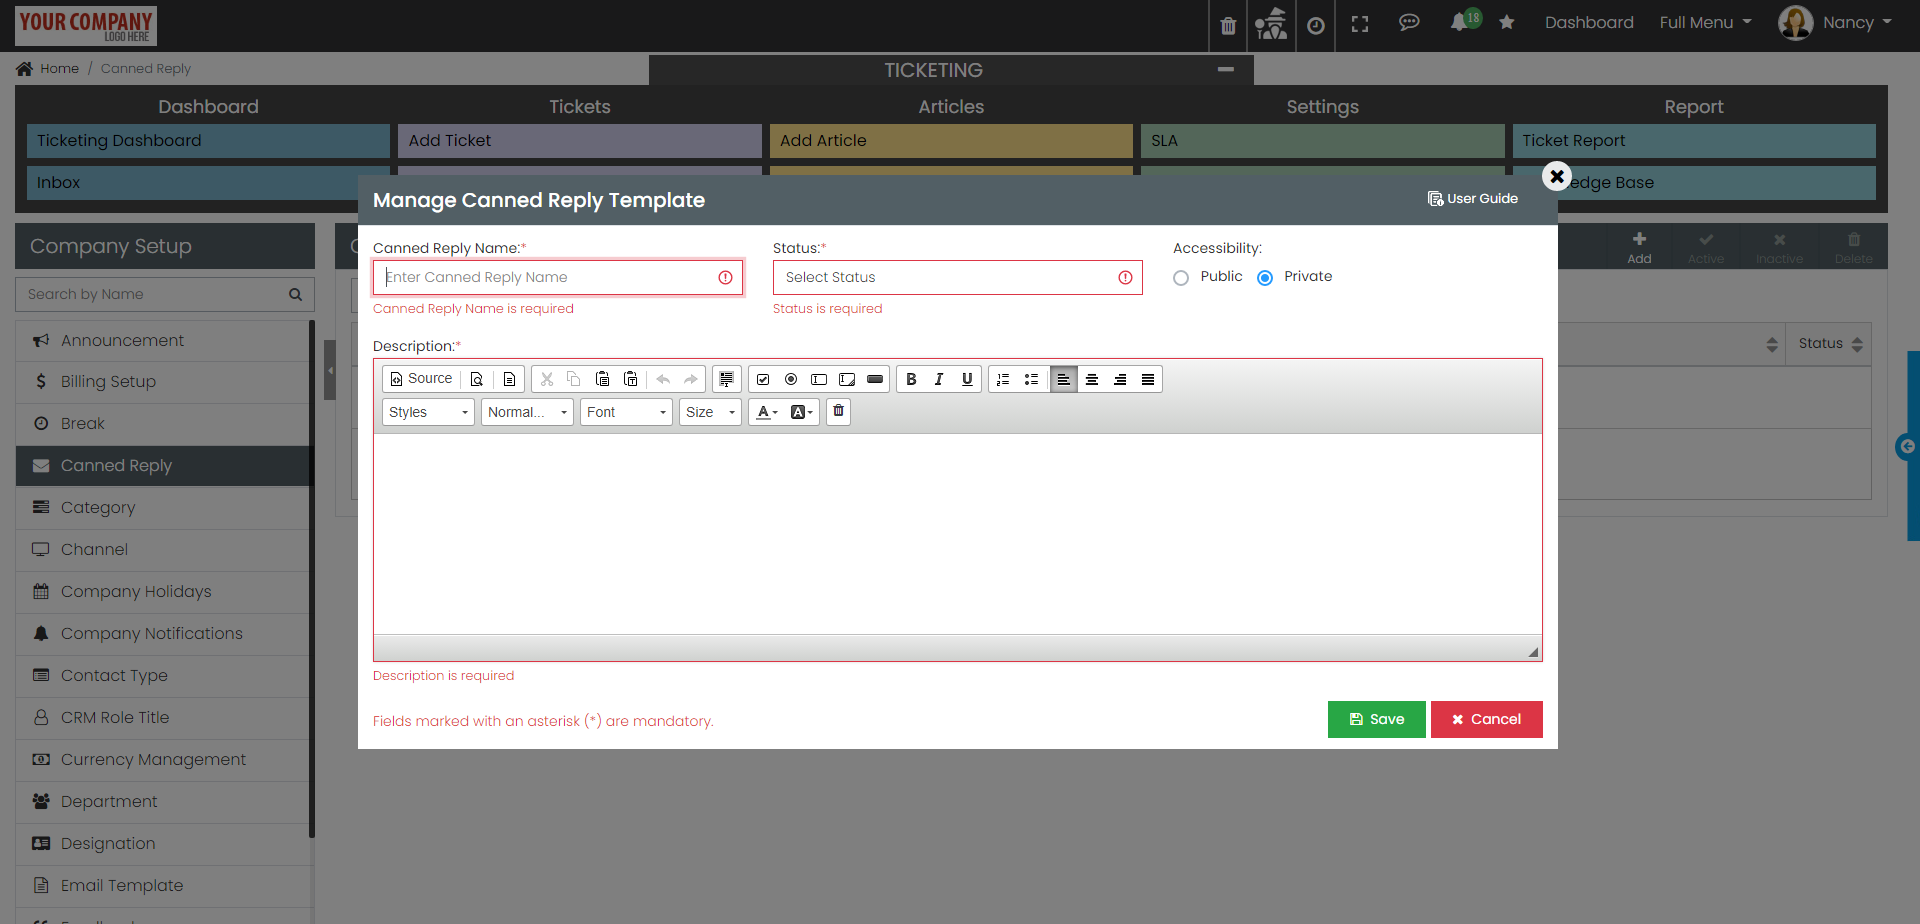 YOUR COMPANY
LOGO HERE
18
Dashboard
Full Menu
Nancy
Home / Canned Reply
TICKETING
Dashboard
Tickets
Articles
Settings
Report
Ticketing Dashboard
Add Ticket
Add Article
SLA
Ticket Report
Inbox
edge Base
Manage Canned Reply Template
User Guide
Company Setup
Search by Name
Announcement
Billing Setup
Break
Canned Reply
Category
Channel
Company Holidays
Company Notifications
Contact Type
CRM Role Title
Currency Management
Department
Designation
Email Template
Add
Active
Inactive
Delete
Status
Canned Reply Name:*
Enter Canned Reply Name
Canned Reply Name is required
Status:*
Select Status
Status is required
Accessibility:
Public
Private
Description:*
Source
B I U
Styles
Normal...
Font
Size
A
A
Description is required
Fields marked with an asterisk (*) are mandatory.
Save
Cancel